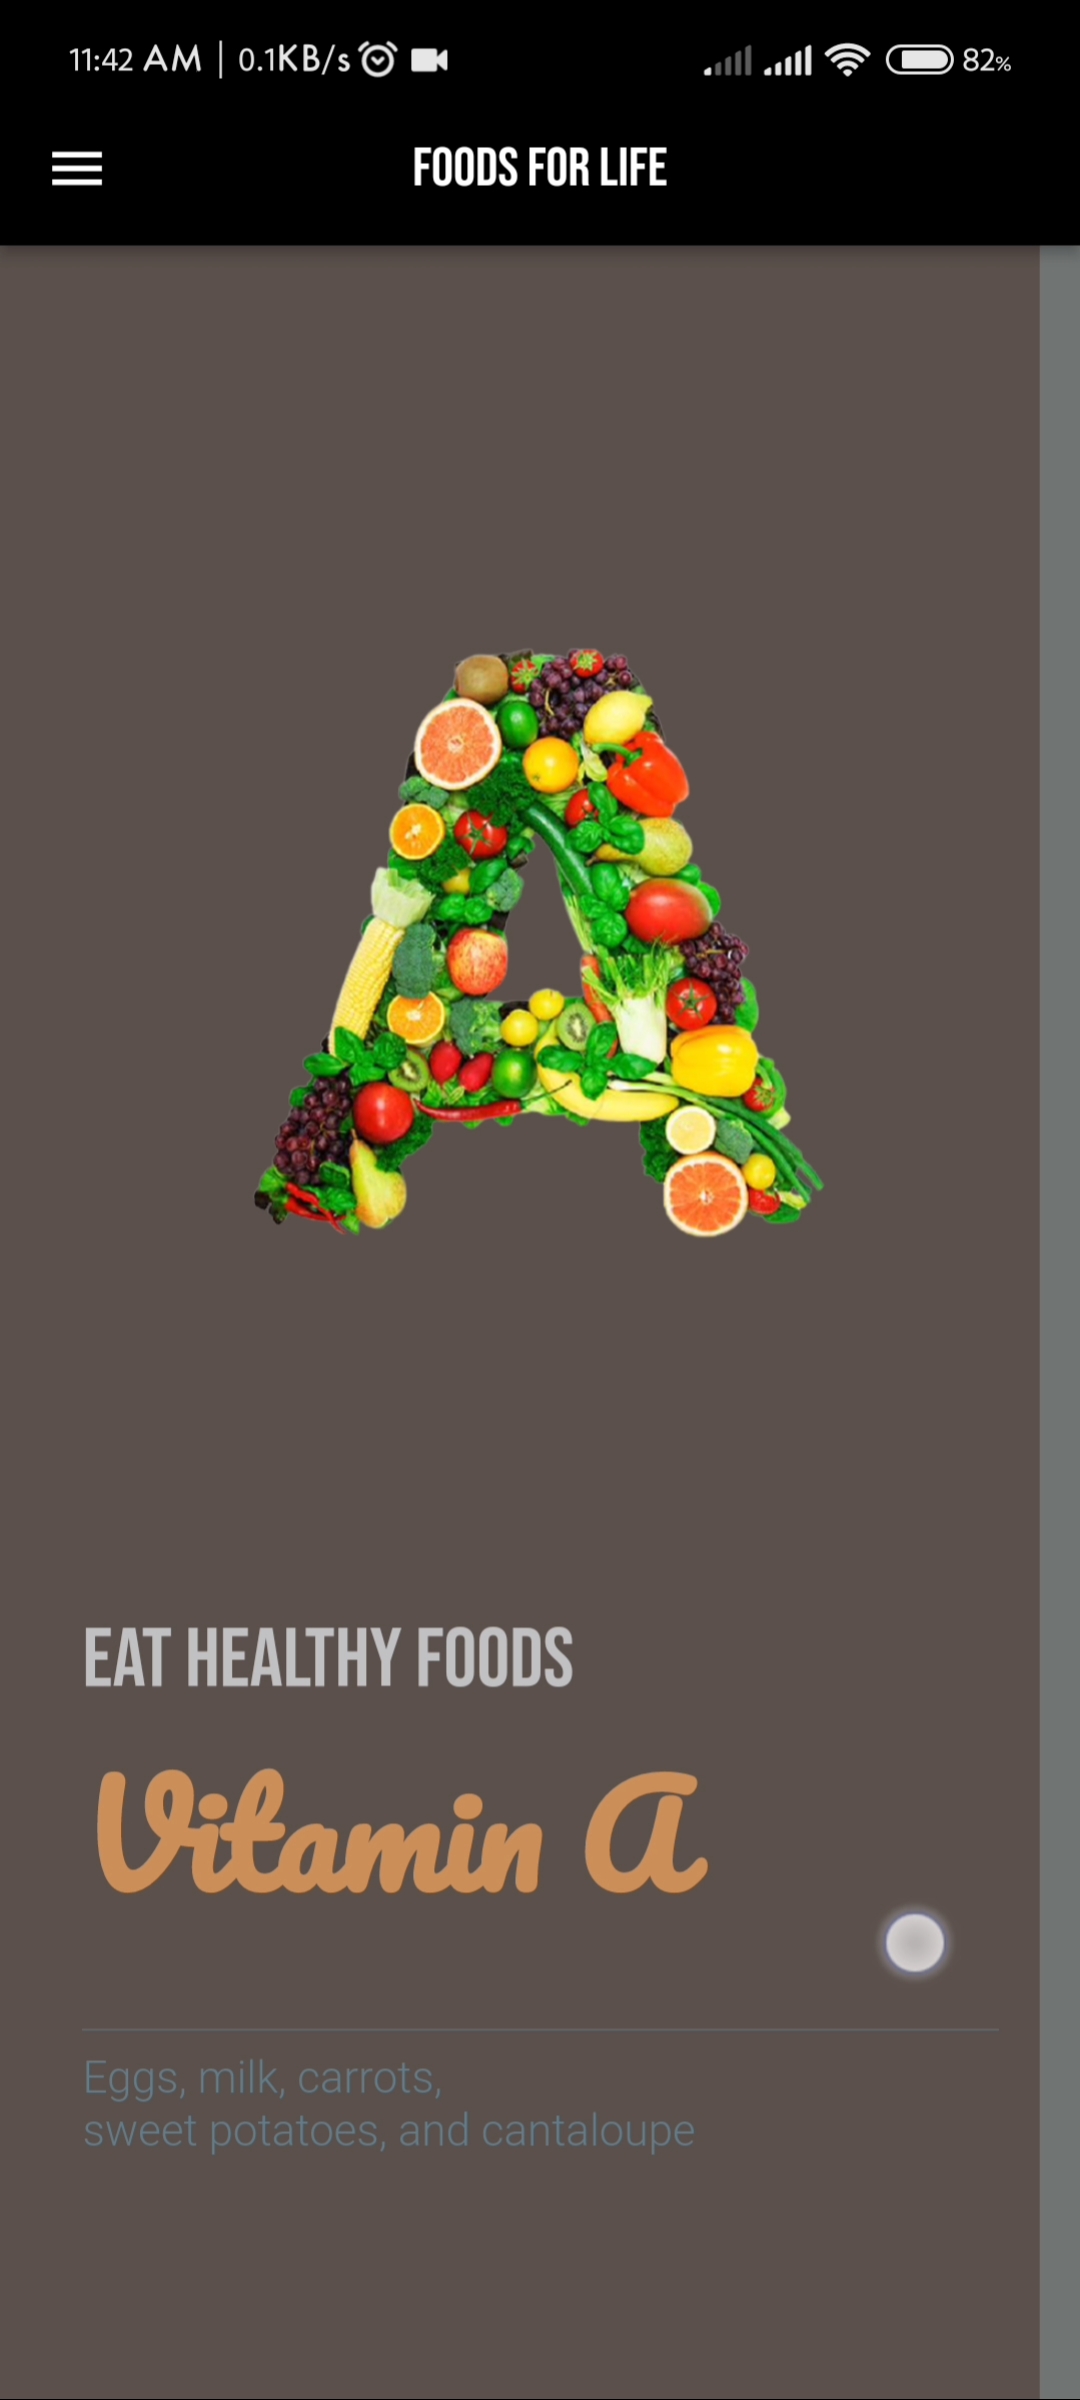 11:42 AM | 0.1KB/s 82%
FOODS FOR LIFE
EAT HEALTHY FOODS
Vitamin A
Eggs, milk, carrots,
sweet potatoes, and cantaloupe